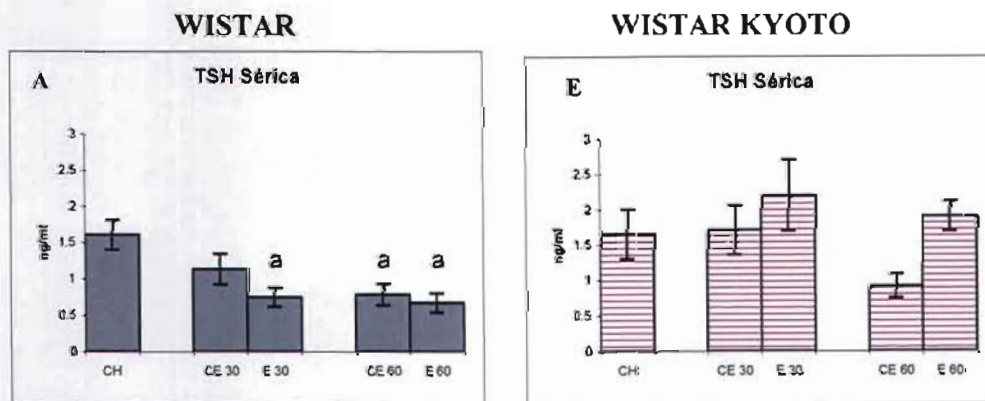 WISTAR
WISTAR KYOTO
A
TSH Sérica
3
2.5
2
1.5
1
0.5
0
ng/ml
a
a
a
CH
CE 30
E 30
CE 60
E 60
E
TSH Sérica
3
2.5
2
1.5
1
0.5
0
ng/ml
CH
CE 30
E 30
CE 60
E 60